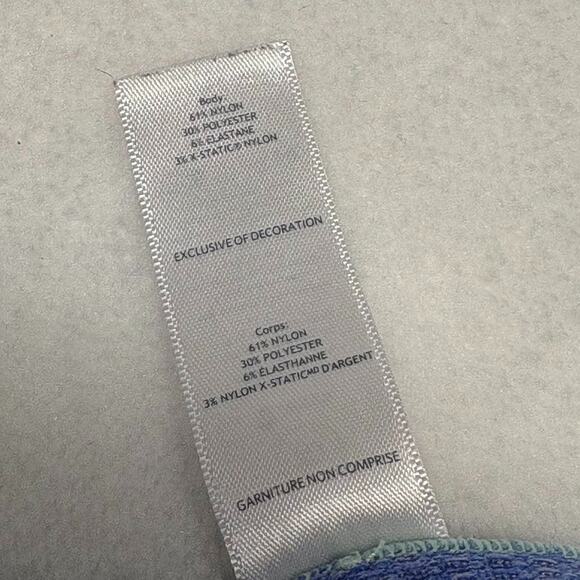 Body:
61% NYLON
30% POLYESTER
6% ELASTANE
3% X-STATIC® NYLON
EXCLUSIVE OF DECORATION
Corps:
61% NYLON
30% POLYESTER
6% ÉLASTHANNE
3% NYLON X-STATICᴹᴰ D'ARGENT
GARNITURE NON COMPRISE